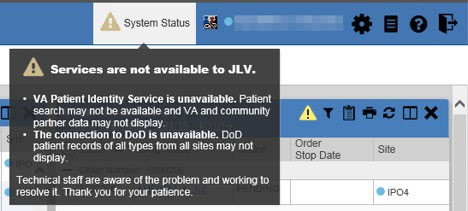 System Status
Services are not available to JLV.
• VA Patient Identity Service is unavailable. Patient
search may not be available and VA and community
partner data may not display.
• The connection to DoD is unavailable. DoD
patient records of all types from all sites may not
display.
Technical staff are aware of the problem and working to
resolve it. Thank you for your patience.
Order
Stop Date
Site
IPO4